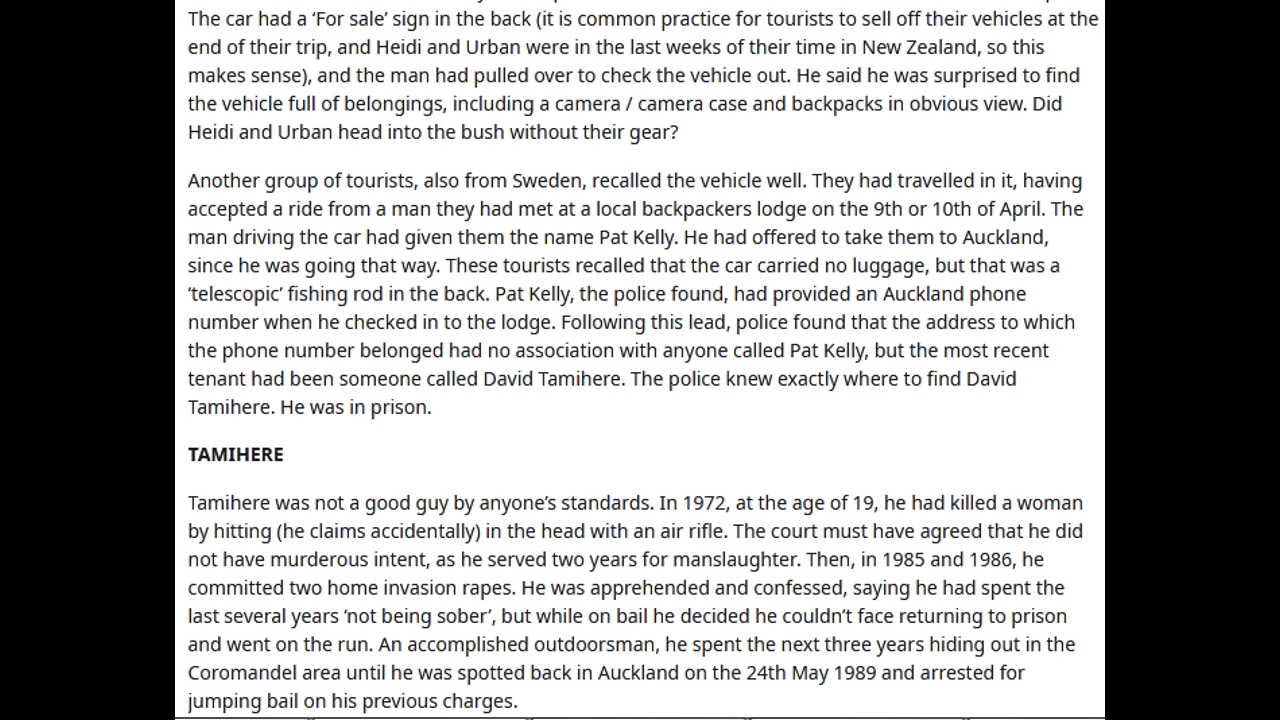 The car had a ‘For sale’ sign in the back (it is common practice for tourists to sell off their vehicles at the
end of their trip, and Heidi and Urban were in the last weeks of their time in New Zealand, so this
makes sense), and the man had pulled over to check the vehicle out. He said he was surprised to find
the vehicle full of belongings, including a camera / camera case and backpacks in obvious view. Did
Heidi and Urban head into the bush without their gear?
Another group of tourists, also from Sweden, recalled the vehicle well. They had travelled in it, having
accepted a ride from a man they had met at a local backpackers lodge on the 9th or 10th of April. The
man driving the car had given them the name Pat Kelly. He had offered to take them to Auckland,
since he was going that way. These tourists recalled that the car carried no luggage, but that was a
‘telescopic’ fishing rod in the back. Pat Kelly, the police found, had provided an Auckland phone
number when he checked in to the lodge. Following this lead, police found that the address to which
the phone number belonged had no association with anyone called Pat Kelly, but the most recent
tenant had been someone called David Tamihere. The police knew exactly where to find David
Tamihere. He was in prison.
TAMIHERE
Tamihere was not a good guy by anyone’s standards. In 1972, at the age of 19, he had killed a woman
by hitting (he claims accidentally) in the head with an air rifle. The court must have agreed that he did
not have murderous intent, as he served two years for manslaughter. Then, in 1985 and 1986, he
committed two home invasion rapes. He was apprehended and confessed, saying he had spent the
last several years ‘not being sober’, but while on bail he decided he couldn’t face returning to prison
and went on the run. An accomplished outdoorsman, he spent the next three years hiding out in the
Coromandel area until he was spotted back in Auckland on the 24th May 1989 and arrested for
jumping bail on his previous charges.